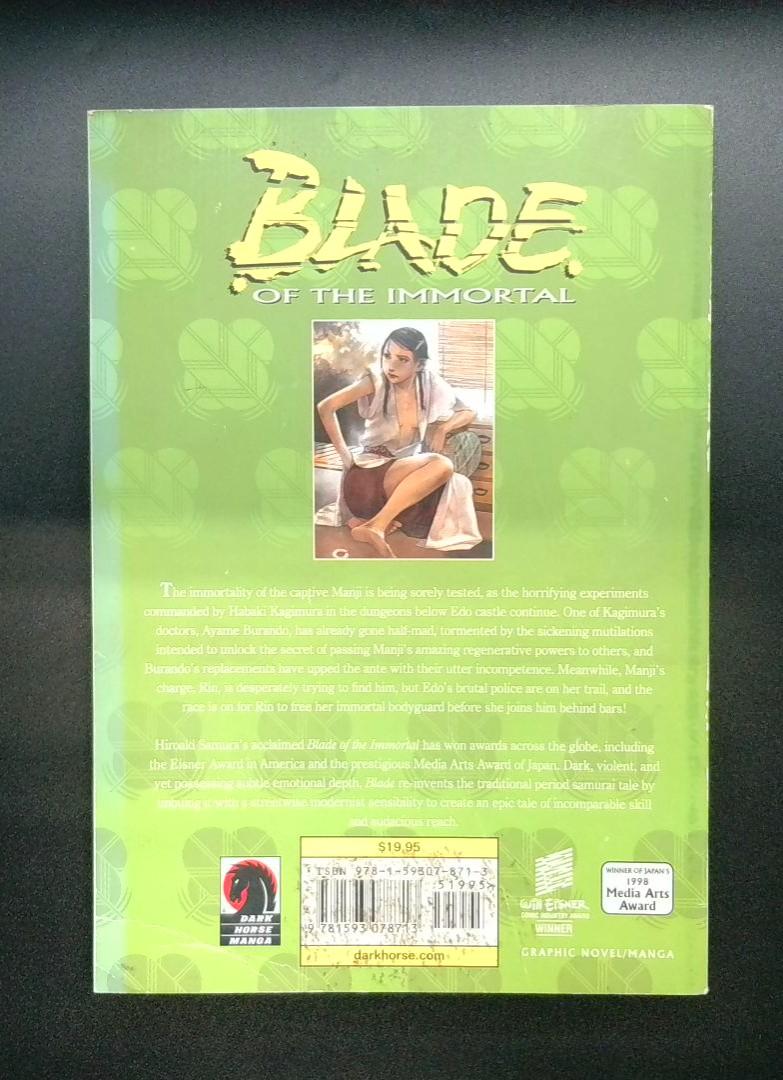 BLADE
OF THE IMMORTAL
The immortality of the captive Manji is being sorely tested, as the horrifying experiments
commanded by Habaki Kagimura in the dungeons below Edo castle continue. One of Kagimura's
doctors, Ayame Burando, has already gone half-mad, tormented by the sickening mutilations
intended to unlock the secret of passing Manji's amazing regenerative powers to others, and
Burando's replacements have upped the ante with their utter incompetence. Meanwhile, Manji's
charge, Rin, is desperately trying to find him, but Edo's brutal police are on her trail, and the
race is on for Rin to free her immortal bodyguard before she joins him behind bars!
Hiroaki Samura's acclaimed Blade of the Immortal has won awards across the globe, including
the Eisner Award in America and the prestigious Media Arts Award of Japan. Dark, violent, and
yet possessing subtle emotional depth, Blade re-invents the traditional period samurai tale by
imbuing it with a streetwise modernist sensibility to create an epic tale of incomparable skill
and audacious reach.
$19.95
ISBN 978-1-59307-871-3
51995>
9 781593 078713
darkhorse.com
DARK
HORSE
MANGA
WILL EISNER
COMIC INDUSTRY AWARD
WINNER
WINNER OF JAPAN'S
1998
Media Arts
Award
GRAPHIC NOVEL/MANGA